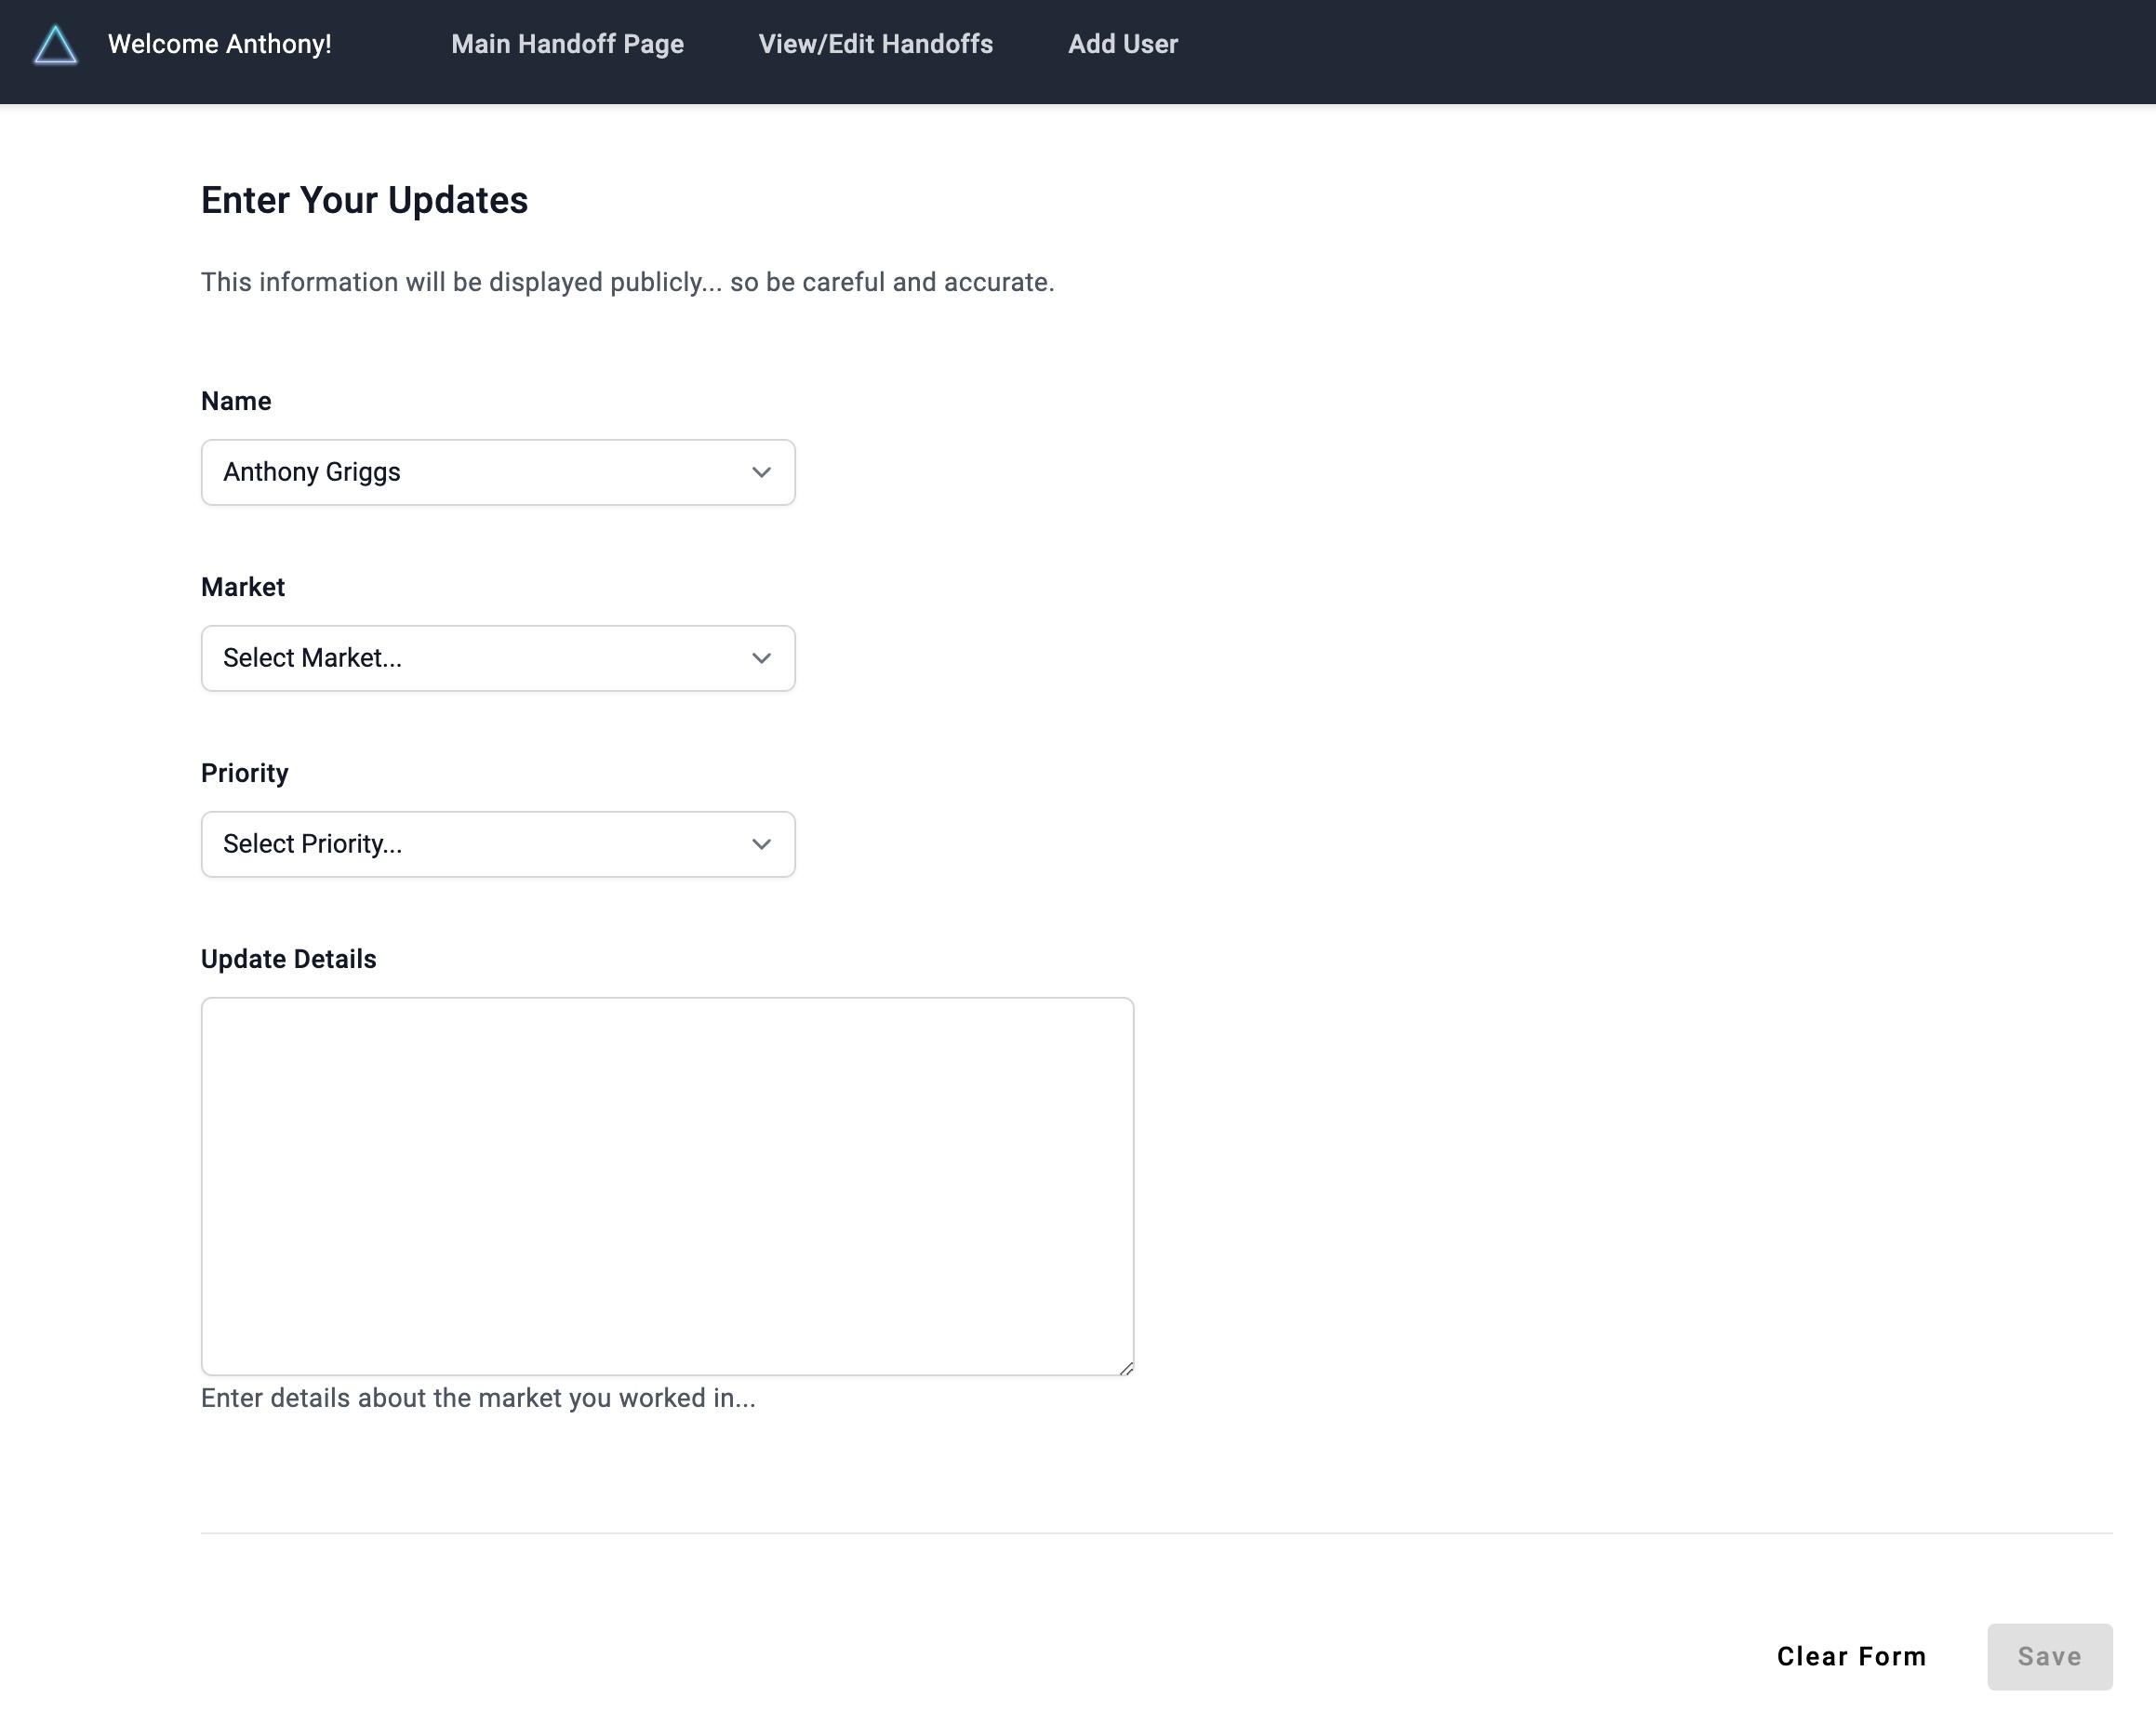 Welcome Anthony! Main Handoff Page View/Edit Handoffs Add User
Enter Your Updates
This information will be displayed publicly... so be careful and accurate.
Name
Anthony Griggs
Market
Select Market...
Priority
Select Priority...
Update Details
Enter details about the market you worked in...
Clear Form Save